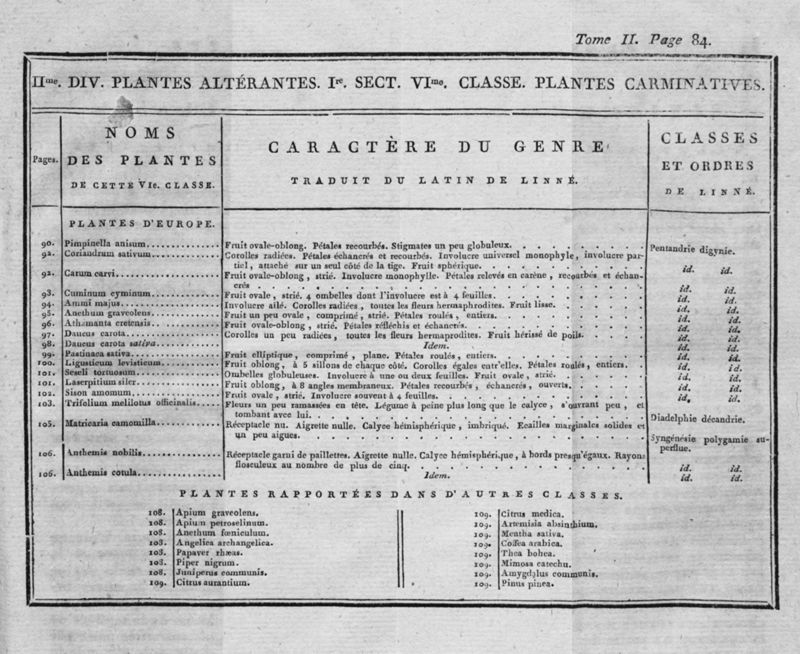 Tome II. Page 84.
IIme. DIV. PLANTES ALTÉRANTES. Ire. SECT. VIme. CLASSE. PLANTES CARMINATIVES.
Pages.
NOMS
DES PLANTES
DE CETTE VIe. CLASSE.
CARACTÈRE DU GENRE
TRADUIT DU LATIN DE LINNÉ.
CLASSES
ET ORDRES
DE LINNÉ.
PLANTES D'EUROPE.
90. Pimpinella anisum.............. Fruit ovale-oblong. Pétales recourbés. Stigmates un peu globuleux. . . . . . . . . . Pentandrie digynie.
92. Coriandrum sativum............. Corolles radiées. Pétales échancrés et recourbés. Involucre universel monophyle, involucre par-
tiel, attaché sur un seul côté de la tige. Fruit sphérique. . . . . . . . . . . id. id.
92. Carum carvi.................... Fruit ovale-oblong, strié. Involucre monophylle. Pétales relevés en carène, recourbés et échan-
crés . . . . . . . . . . . . . . . . . . id. id.
93. Cuminum cyminum............. Fruit ovale, strié. 4 ombelles dont l'involucre est à 4 feuilles. . . . . . . . . . . id. id.
94. Ammi majus.................... Involucre ailé. Corolles radiées, toutes les fleurs hermaphrodites. Fruit lisse. . . . . . id. id.
95. Anethum graveolens............ Fruit un peu ovale, comprimé, strié. Pétales roulés, entiers. . . . . . . . . . . id. id.
96. Athamanta cretensis............ Fruit ovale-oblong, strié. Pétales réfléchis et échancrés. . . . . . . . . . . . id. id.
97. Daucus carota................. Corolles un peu radiées, toutes les fleurs hermaprodites. Fruit hérissé de poils. . . . . id. id.
98. Daucus carota sativa............ Idem. id. id.
99. Pastinaca sativa................ Fruit elliptique, comprimé, plane. Pétales roulés, entiers. . . . . . . . . . . id. id.
100. Ligusticum levisticum.......... Fruit oblong, à 5 sillons de chaque côté. Corolles égales entr'elles. Pétales roulés, entiers. . id. id.
101. Seseli tortuosum............... Ombelles globuleuses. Involucre à une ou deux feuilles. Fruit ovale, strié. . . . . . id. id.
101. Laserpitium siler............... Fruit oblong, à 8 angles membraneux. Pétales recourbés, échancrés, ouverts. . . . . . id. id.
102. Sison amomum................ Fruit ovale, strié. Involucre souvent à 4 feuilles. . . . . . . . . . . . . id. id.
103. Trifolium melilotus officinalis..... Fleurs un peu ramassées en tête. Légume à peine plus long que le calyce, s'ouvrant peu, et
tombant avec lui. . . . . . . . . . . . . . . . Diadelphie décandrie.
105. Matricaria camomilla............ Réceptacle nu. Aigrette nulle. Calyce hémisphérique, imbriqué. Ecailles marginales solides et
un peu aigues. . . . . . . . . . . . . . . . . Syngénésie polygamie su-
perflue.
106. Anthemis nobilis............... Réceptacle garni de paillettes. Aigrette nulle. Calyce hémisphérique, à bords presqu'égaux. Rayons
flosculeux au nombre de plus de cinq. . . . . . . . . . . . . id. id.
106. Anthemis cotula................ Idem. id. id.
PLANTES RAPPORTÉES DANS D'AUTRES CLASSES.
108. Apium graveolens.
108. Apium petroselinum.
108. Anethum fœniculum.
108. Angelica archangelica.
108. Papaver rhæas.
108. Piper nigrum.
108. Juniperus communis.
109. Citrus aurantium.
109. Citrus medica.
109. Artemisia absinthium.
109. Mentha sativa.
109. Coffea arabica.
109. Thea bohea.
109. Mimosa catechu.
109. Amygdalus communis.
109. Pinus pinea.